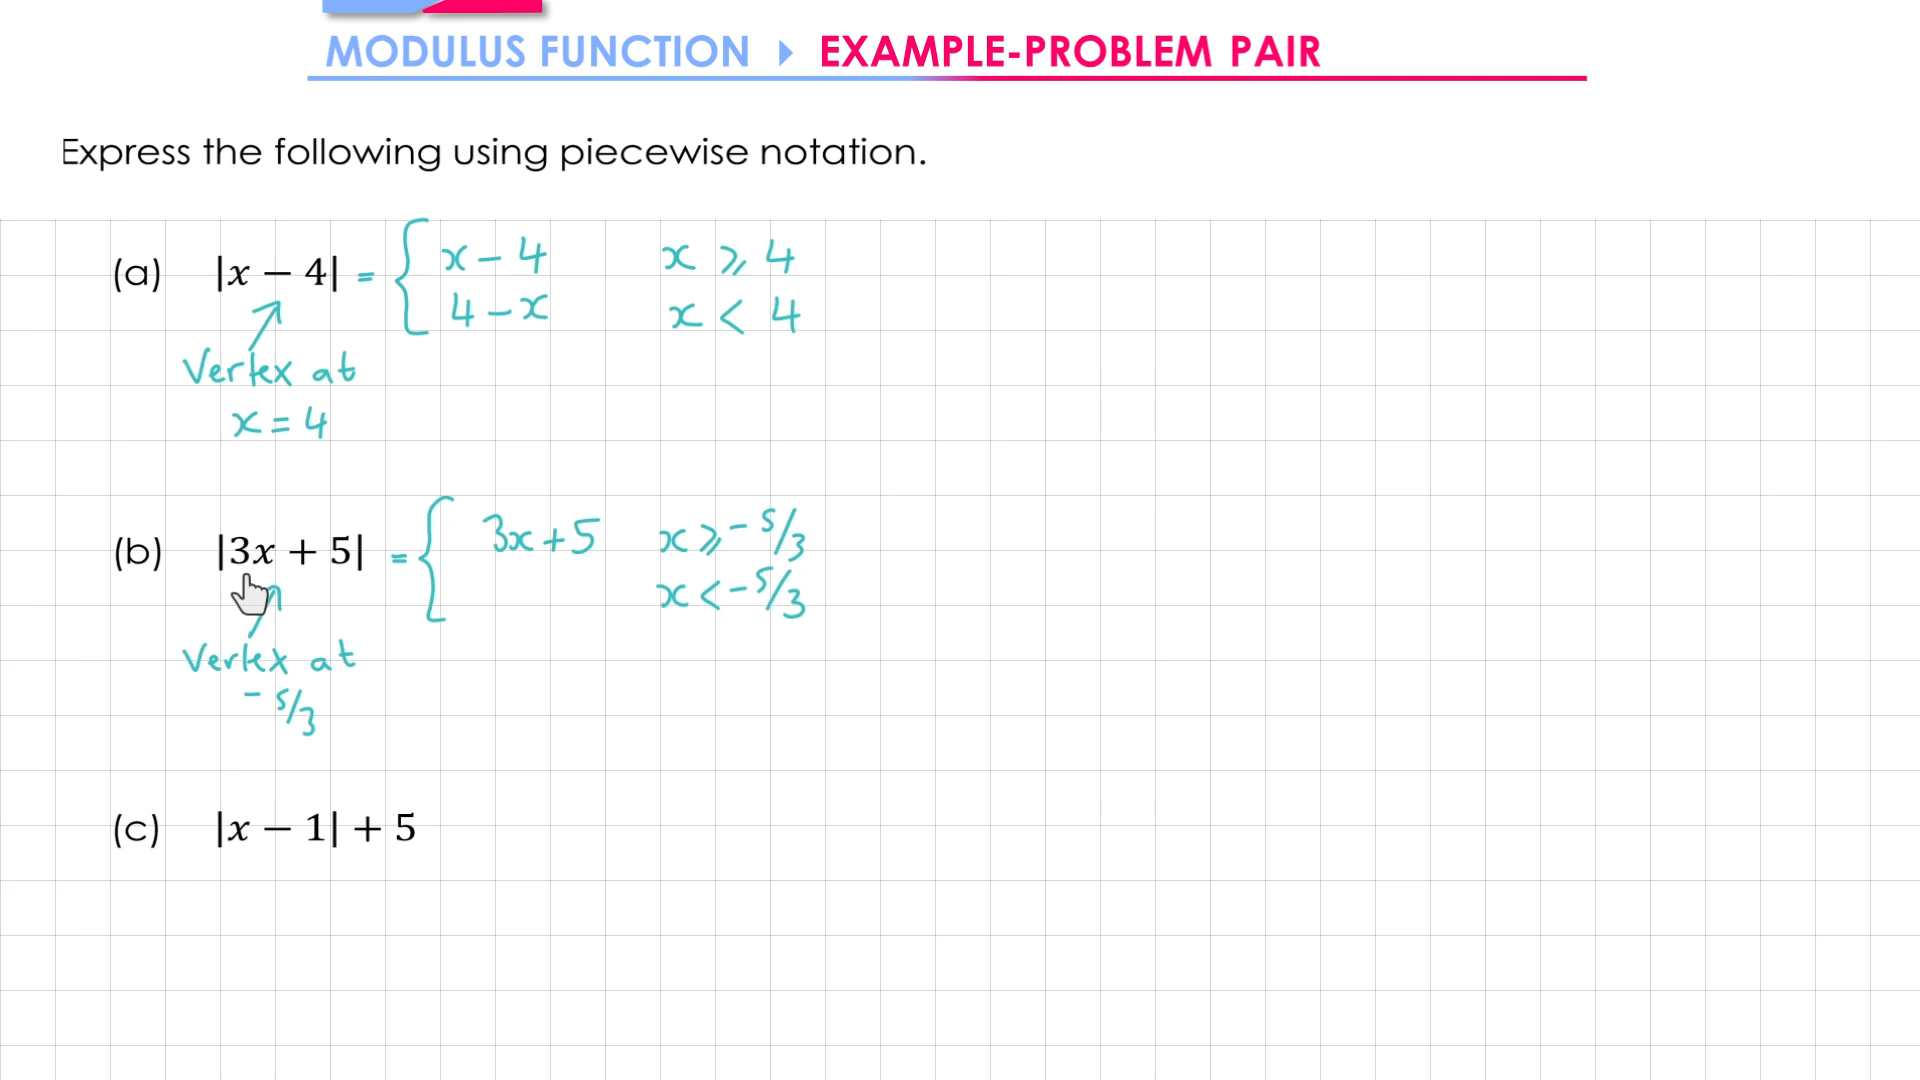 MODULUS FUNCTION ▸ EXAMPLE-PROBLEM PAIR
Express the following using piecewise notation.
(a) |x − 4| = { x − 4 x ⩾ 4
4 − x x < 4
Vertex at
x = 4
(b) |3x + 5| = { 3x + 5 x ⩾ − 5/3
x < − 5/3
Vertex at
− 5/3
(c) |x − 1| + 5